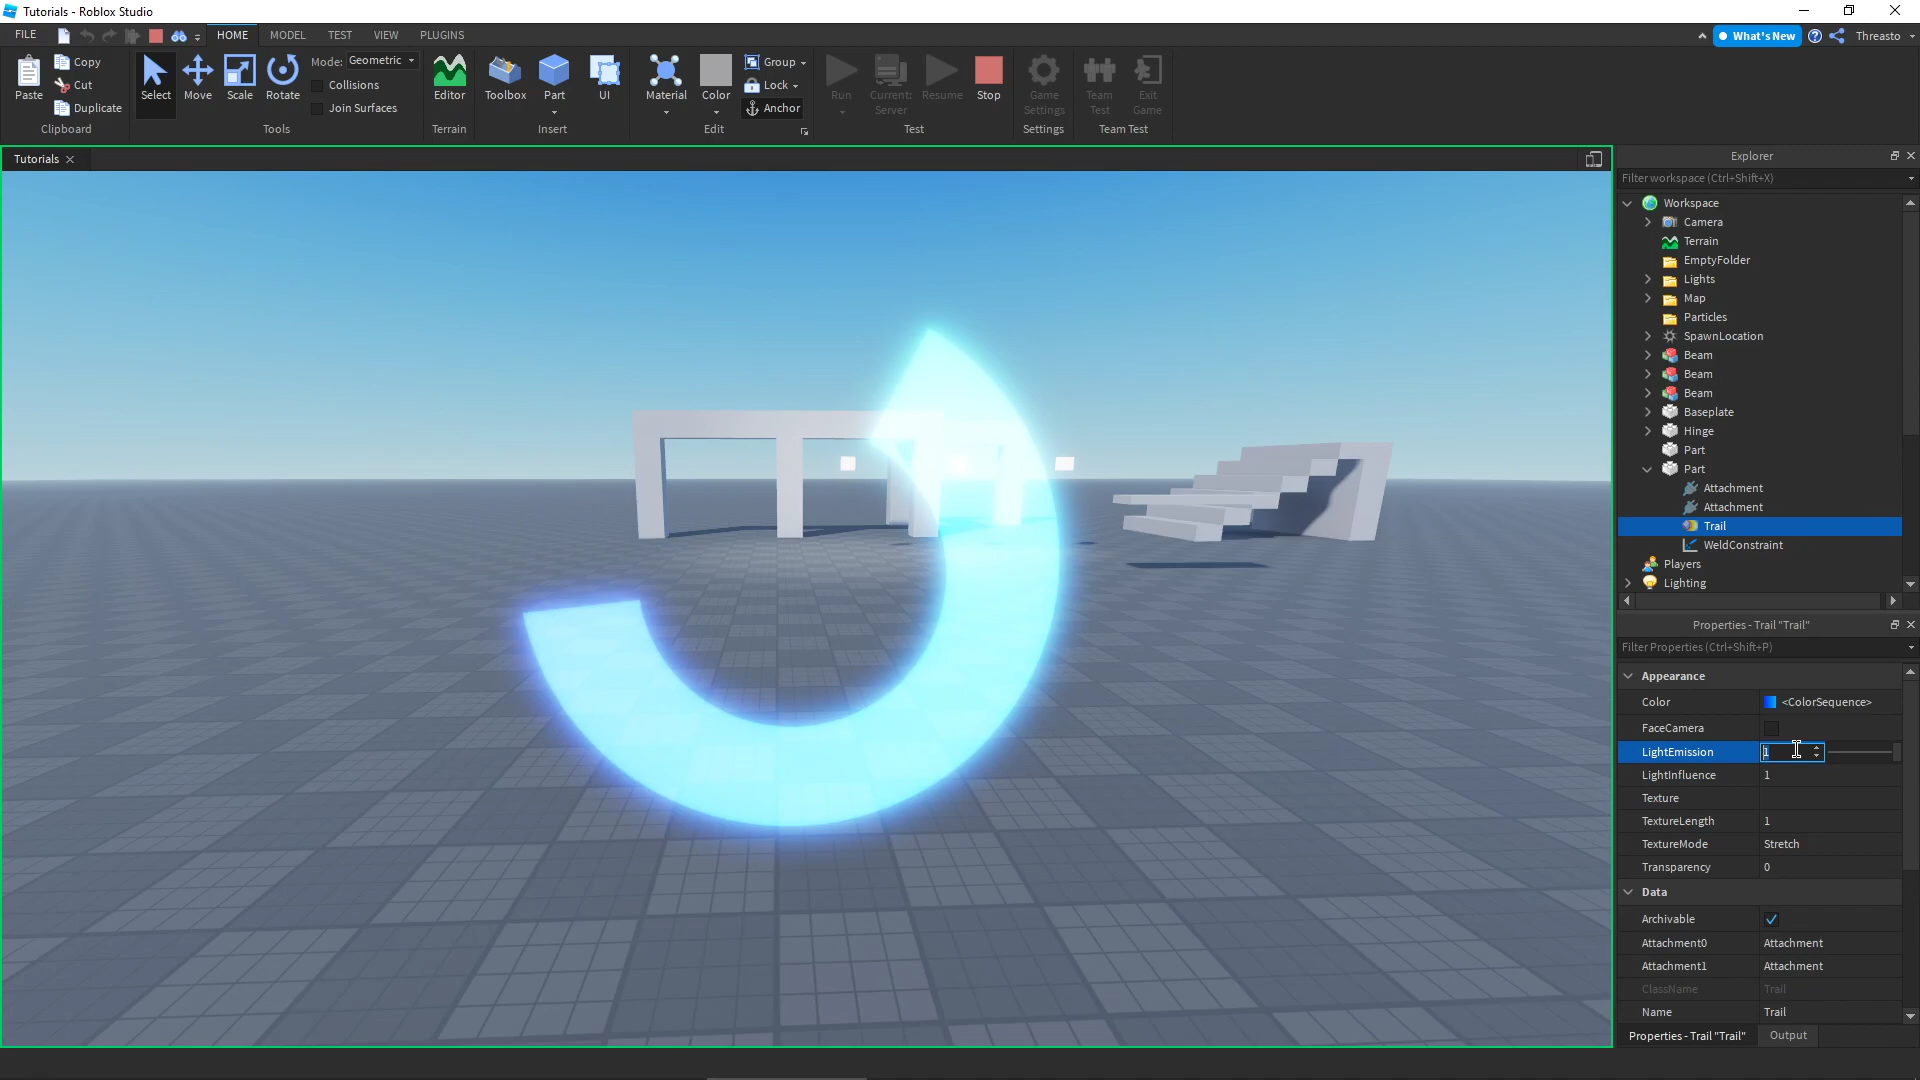 Tutorials - Roblox Studio
FILE HOME MODEL TEST VIEW PLUGINS What's New Threasto
Paste
Copy
Cut
Duplicate
Clipboard
Select Move Scale Rotate
Mode: Geometric
Collisions
Join Surfaces
Tools
Editor
Terrain
Toolbox Part UI
Insert
Material Color
Group
Lock
Anchor
Edit
Run Current: Server Resume Stop
Test
Game Settings
Settings
Team Test Exit Game
Team Test
Tutorials
Explorer
Filter workspace (Ctrl+Shift+X)
Workspace
Camera
Terrain
EmptyFolder
Lights
Map
Particles
SpawnLocation
Beam
Beam
Beam
Baseplate
Hinge
Part
Part
Attachment
Attachment
Trail
WeldConstraint
Players
Lighting
Properties - Trail "Trail"
Filter Properties (Ctrl+Shift+P)
Appearance
Color <ColorSequence>
FaceCamera
LightEmission 1
LightInfluence 1
Texture
TextureLength 1
TextureMode Stretch
Transparency 0
Data
Archivable
Attachment0 Attachment
Attachment1 Attachment
ClassName Trail
Name Trail
Properties - Trail "Trail" Output